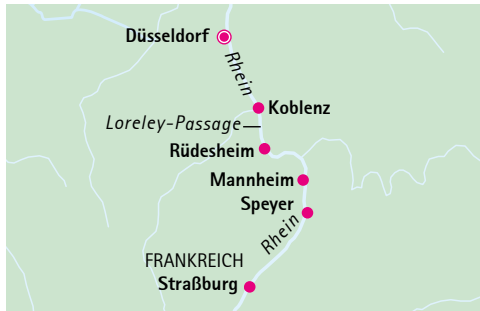 Düsseldorf
Rhein
Koblenz
Loreley-Passage
Rüdesheim
Mannheim
Speyer
Rhein
FRANKREICH
Straßburg